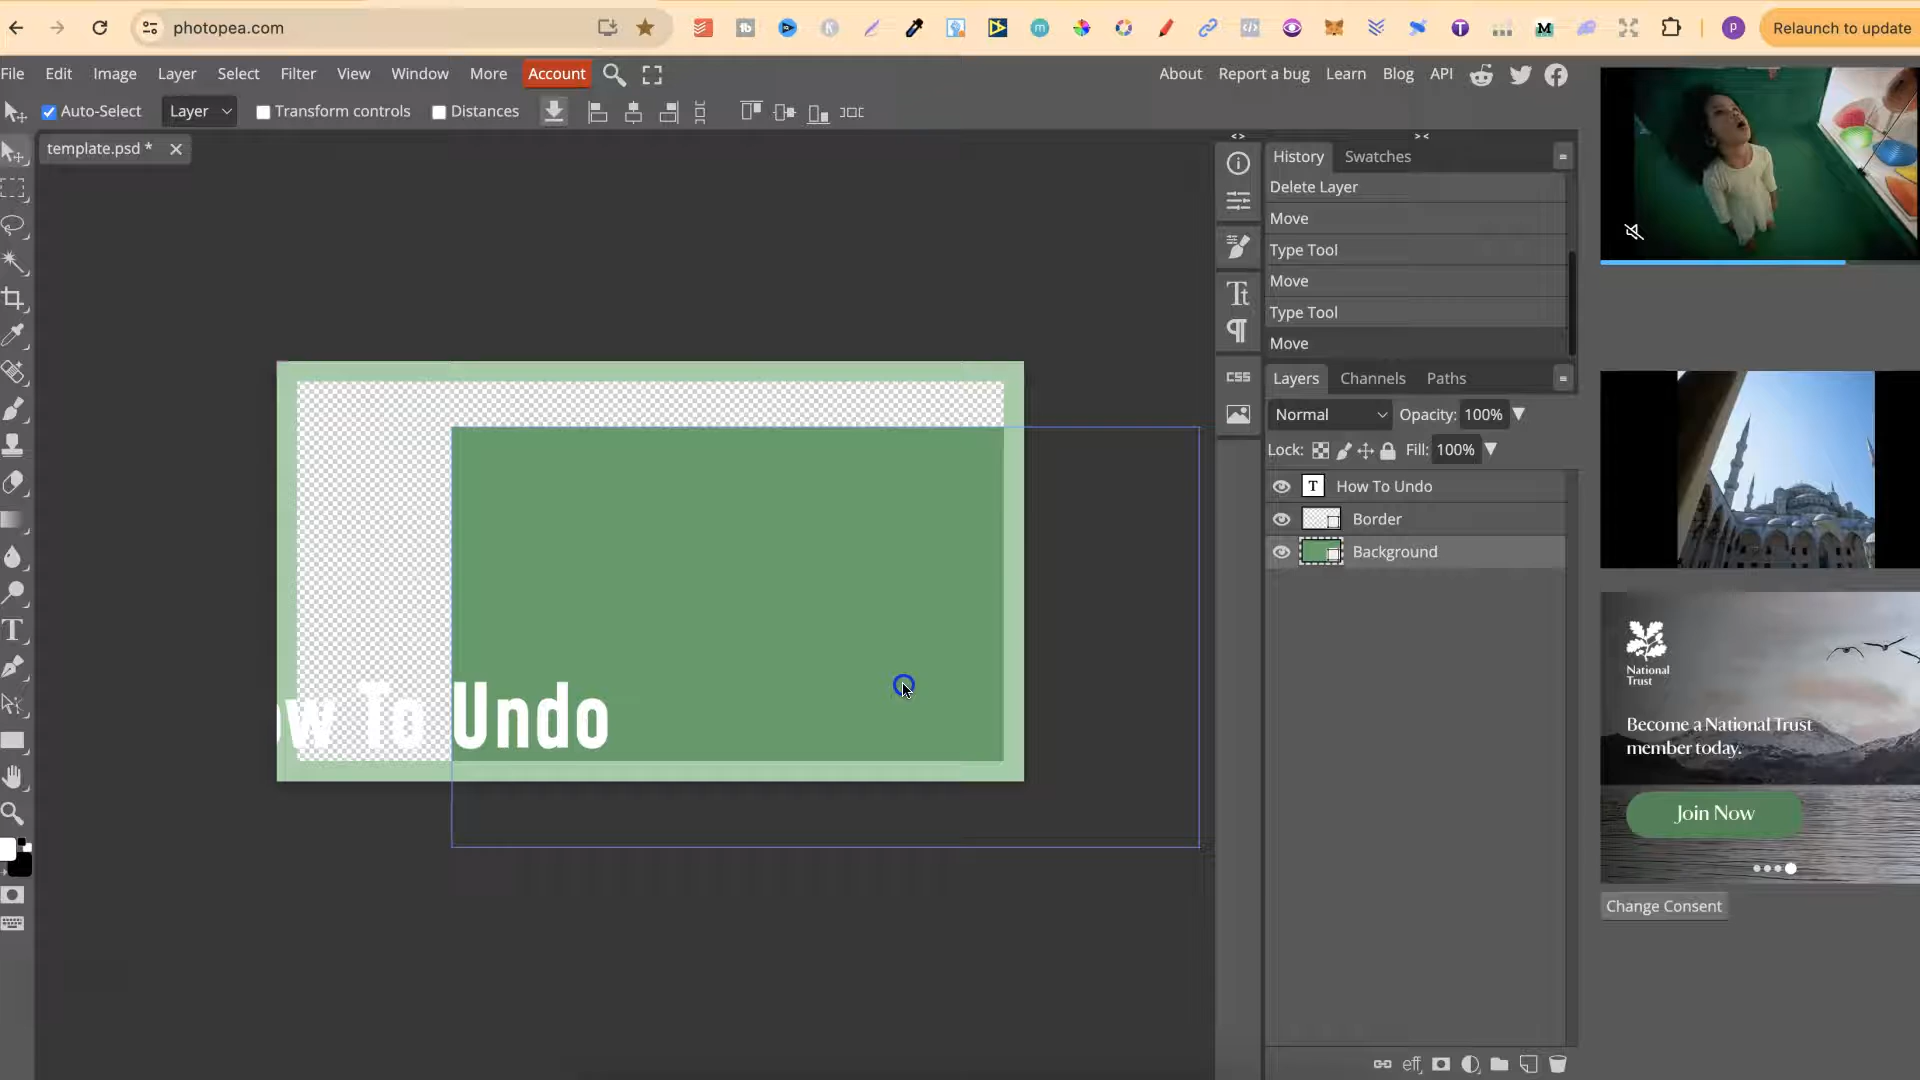 photopea.com
P
Relaunch to update
File Edit Image Layer Select Filter View Window More Account
About Report a bug Learn Blog API
Auto-Select Layer Transform controls Distances
template.psd *
<> ><
History Swatches
Delete Layer
Move
Type Tool
Move
Type Tool
Move
CSS
Layers Channels Paths
Normal Opacity: 100%
Lock: Fill: 100%
T How To Undo
Border
Background
ow To Undo
eff
National
Trust
Become a National Trust
member today.
Join Now
Change Consent